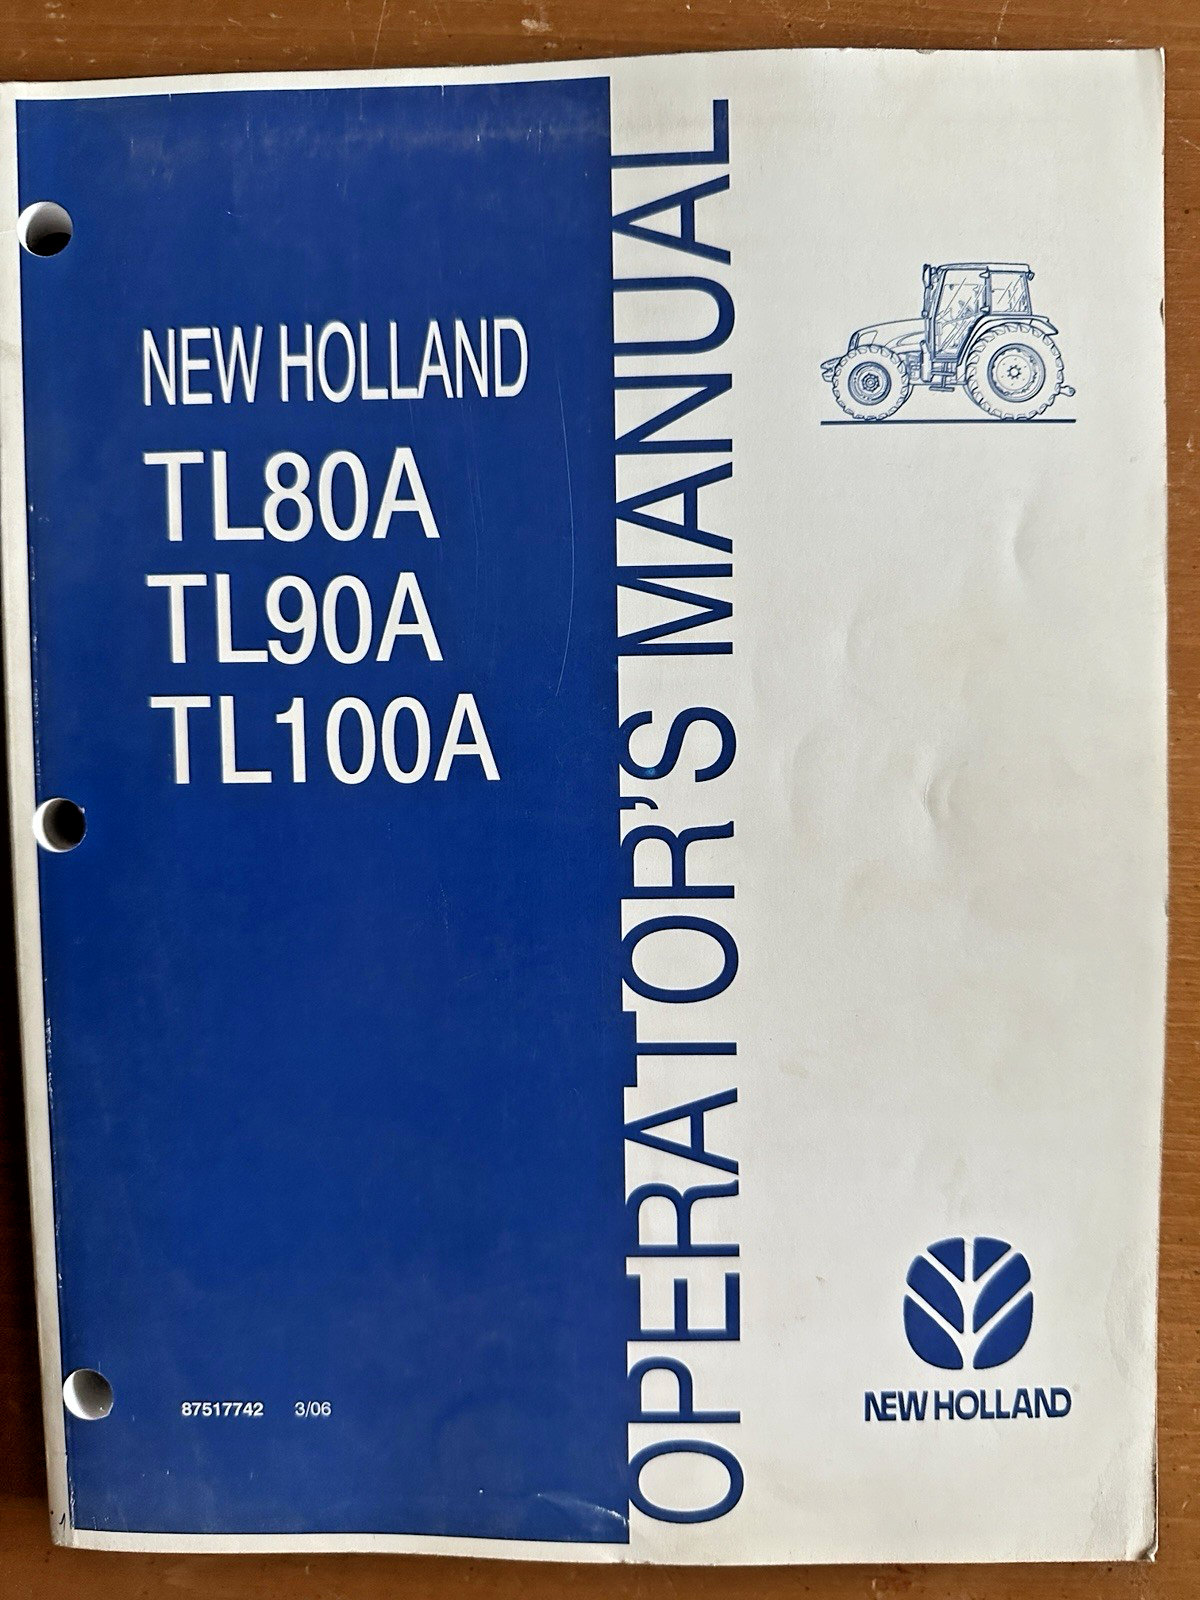 NEW HOLLAND
TL80A
TL90A
TL100A
87517742 3/06
OPERATOR'S MANUAL
NEW HOLLAND